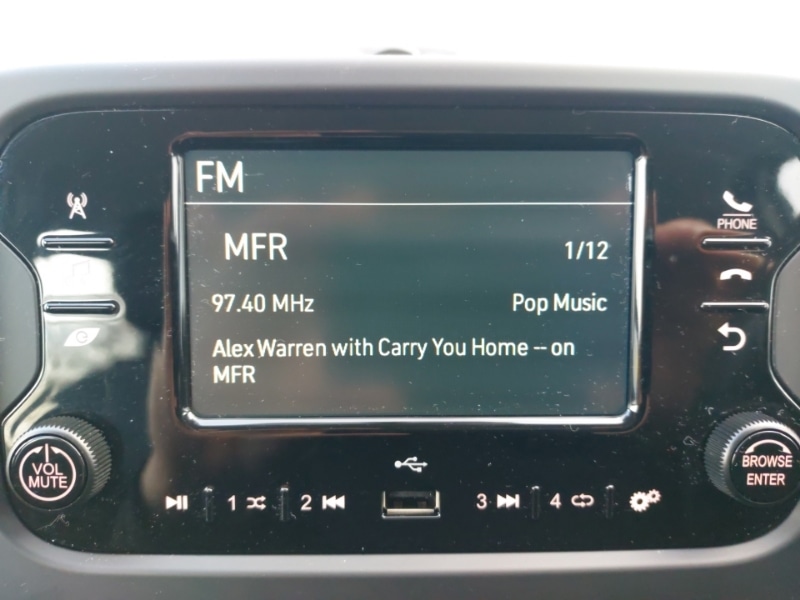 FM
MFR 1/12
97.40 MHz Pop Music
Alex Warren with Carry You Home -- on
MFR
PHONE
VOL
MUTE
BROWSE
ENTER
1 2 3 4